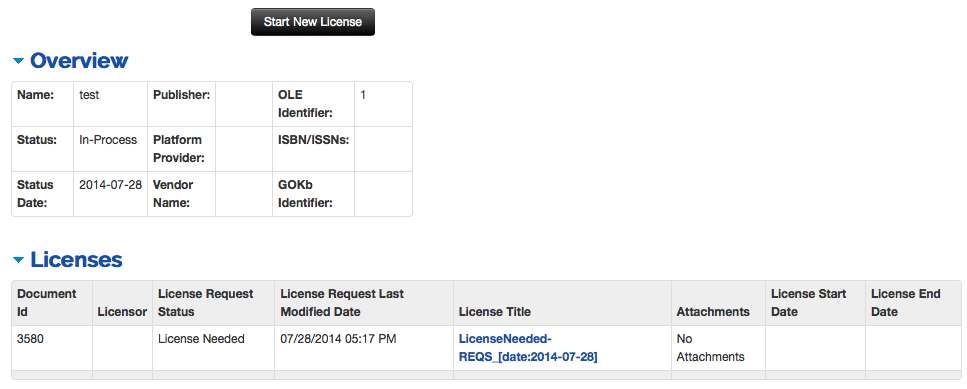 Start New License
Overview
Name: test Publisher: OLE Identifier: 1
Status: In-Process Platform Provider: ISBN/ISSNs:
Status Date: 2014-07-28 Vendor Name: GOKb Identifier:
Licenses
Document Id Licensor License Request Status License Request Last Modified Date License Title Attachments License Start Date License End Date
3580 License Needed 07/28/2014 05:17 PM LicenseNeeded-REQS_[date:2014-07-28] No Attachments